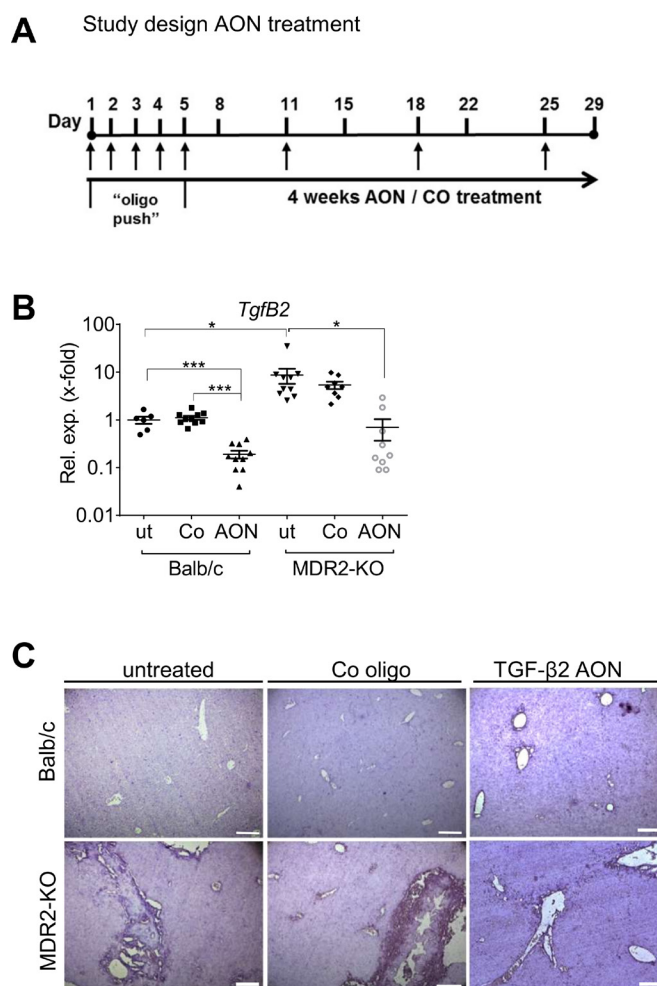 A
Study design AON treatment
1 2 3 4 5 8 11 15 18 22 25 29
Day
“oligo
push”
4 weeks AON / CO treatment
B
TgfB2
100
10
1
0.1
0.01
Rel. exp. (x-fold)
* *
***
***
ut Co AON ut Co AON
Balb/c MDR2-KO
C
untreated Co oligo TGF-β2 AON
Balb/c
MDR2-KO